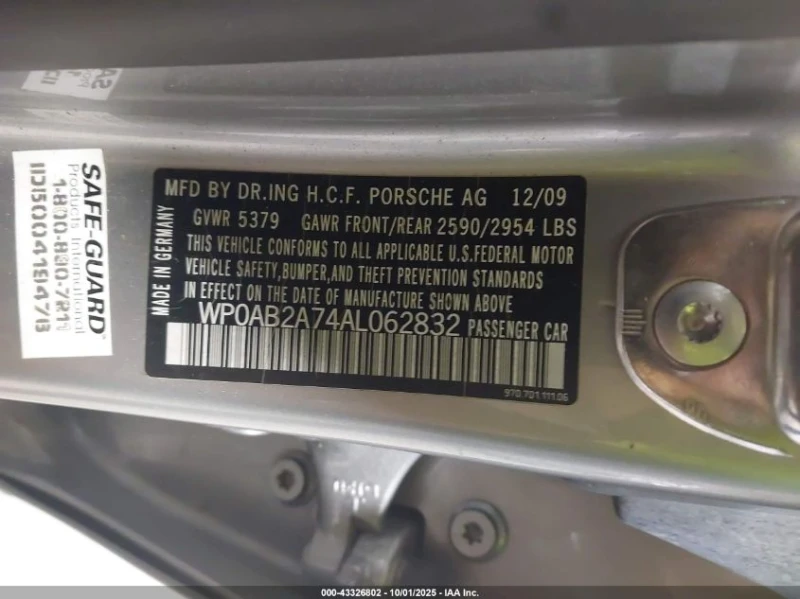 MFD BY DR.ING H.C.F. PORSCHE AG 12/09
GVWR 5379 GAWR FRONT/REAR 2590/2954 LBS
THIS VEHICLE CONFORMS TO ALL APPLICABLE U.S.FEDERAL MOTOR
VEHICLE SAFETY,BUMPER,AND THEFT PREVENTION STANDARDS
IN EFFECT ON THE DATE OF MANUFACTURE SHOWN ABOVE
WP0AB2A74AL062832 PASSENGER CAR
970.701.111.06
MADE IN GERMANY
SAFE-GUARD
Products International
000-43326802 - 10/01/2025 - IAA Inc.